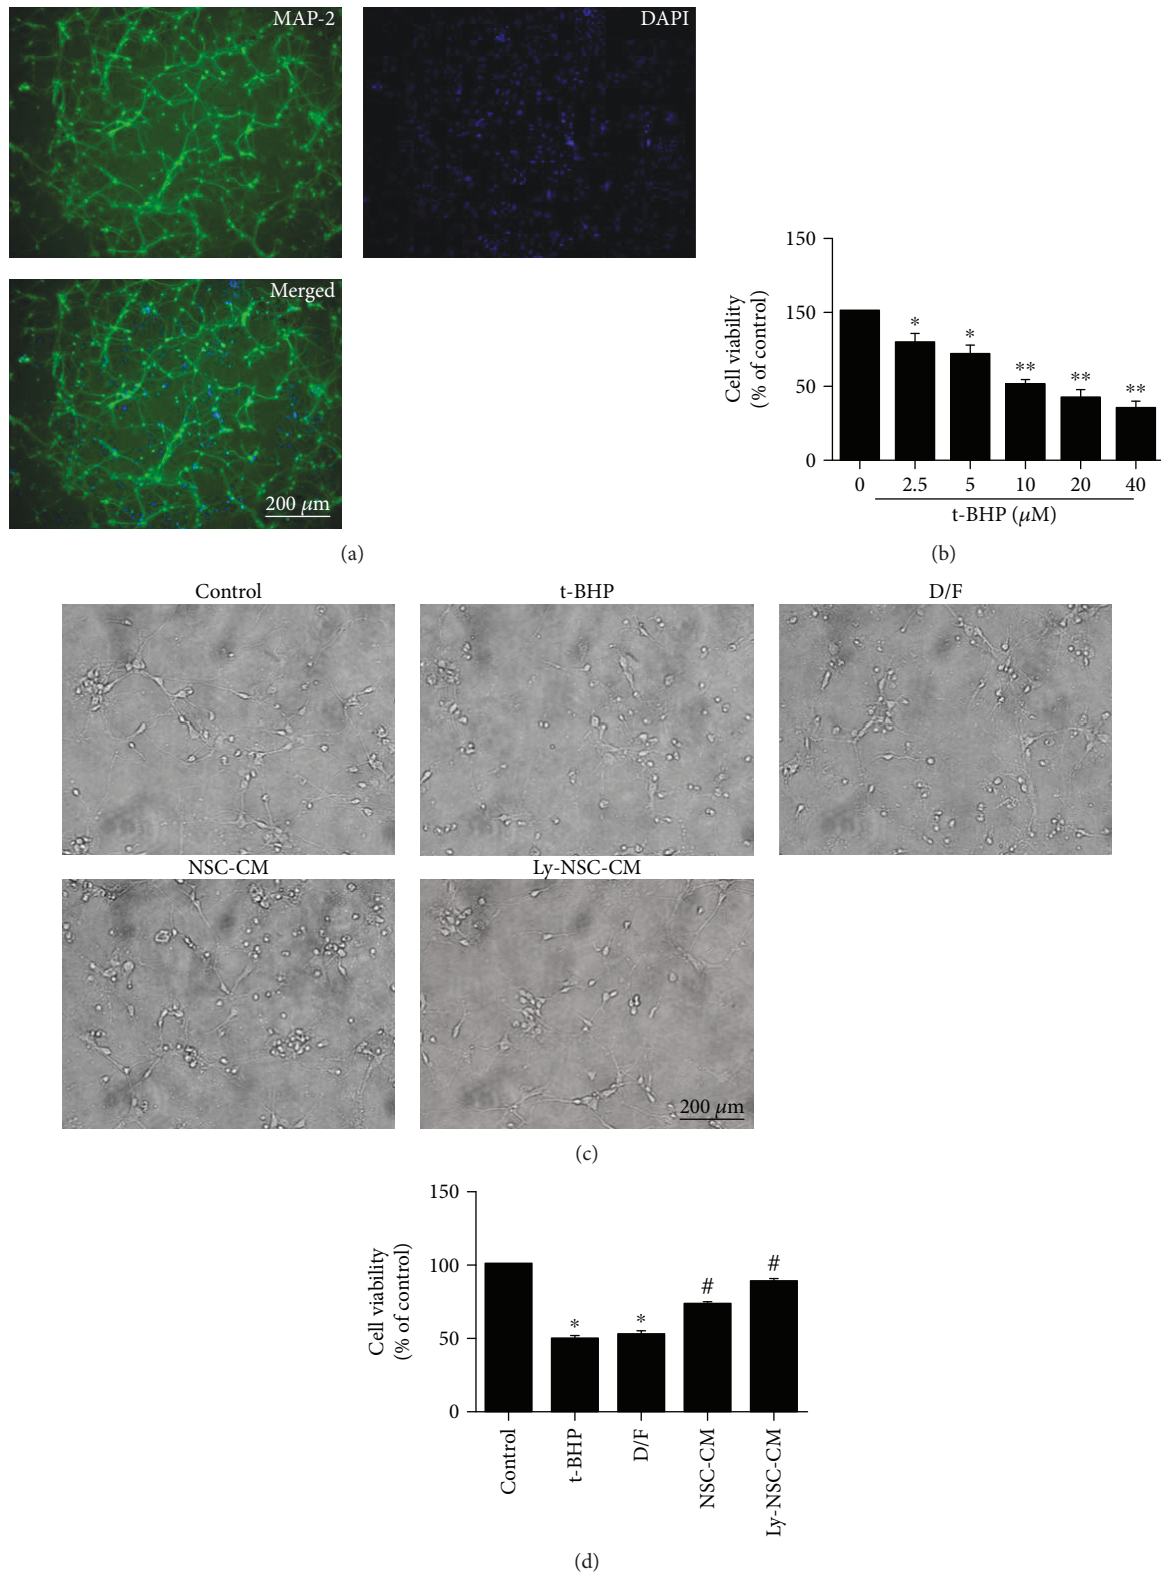 MAP-2
DAPI
Merged
200 μm
(a)
Cell viability
(% of control)
150
150
50
0
0 2.5 5 10 20 40
* * ** ** **
t-BHP (μM)
(b)
Control t-BHP D/F
NSC-CM Ly-NSC-CM
200 μm
(c)
Cell viability
(% of control)
150
100
50
0
* * # #
Control
t-BHP
D/F
NSC-CM
Ly-NSC-CM
(d)